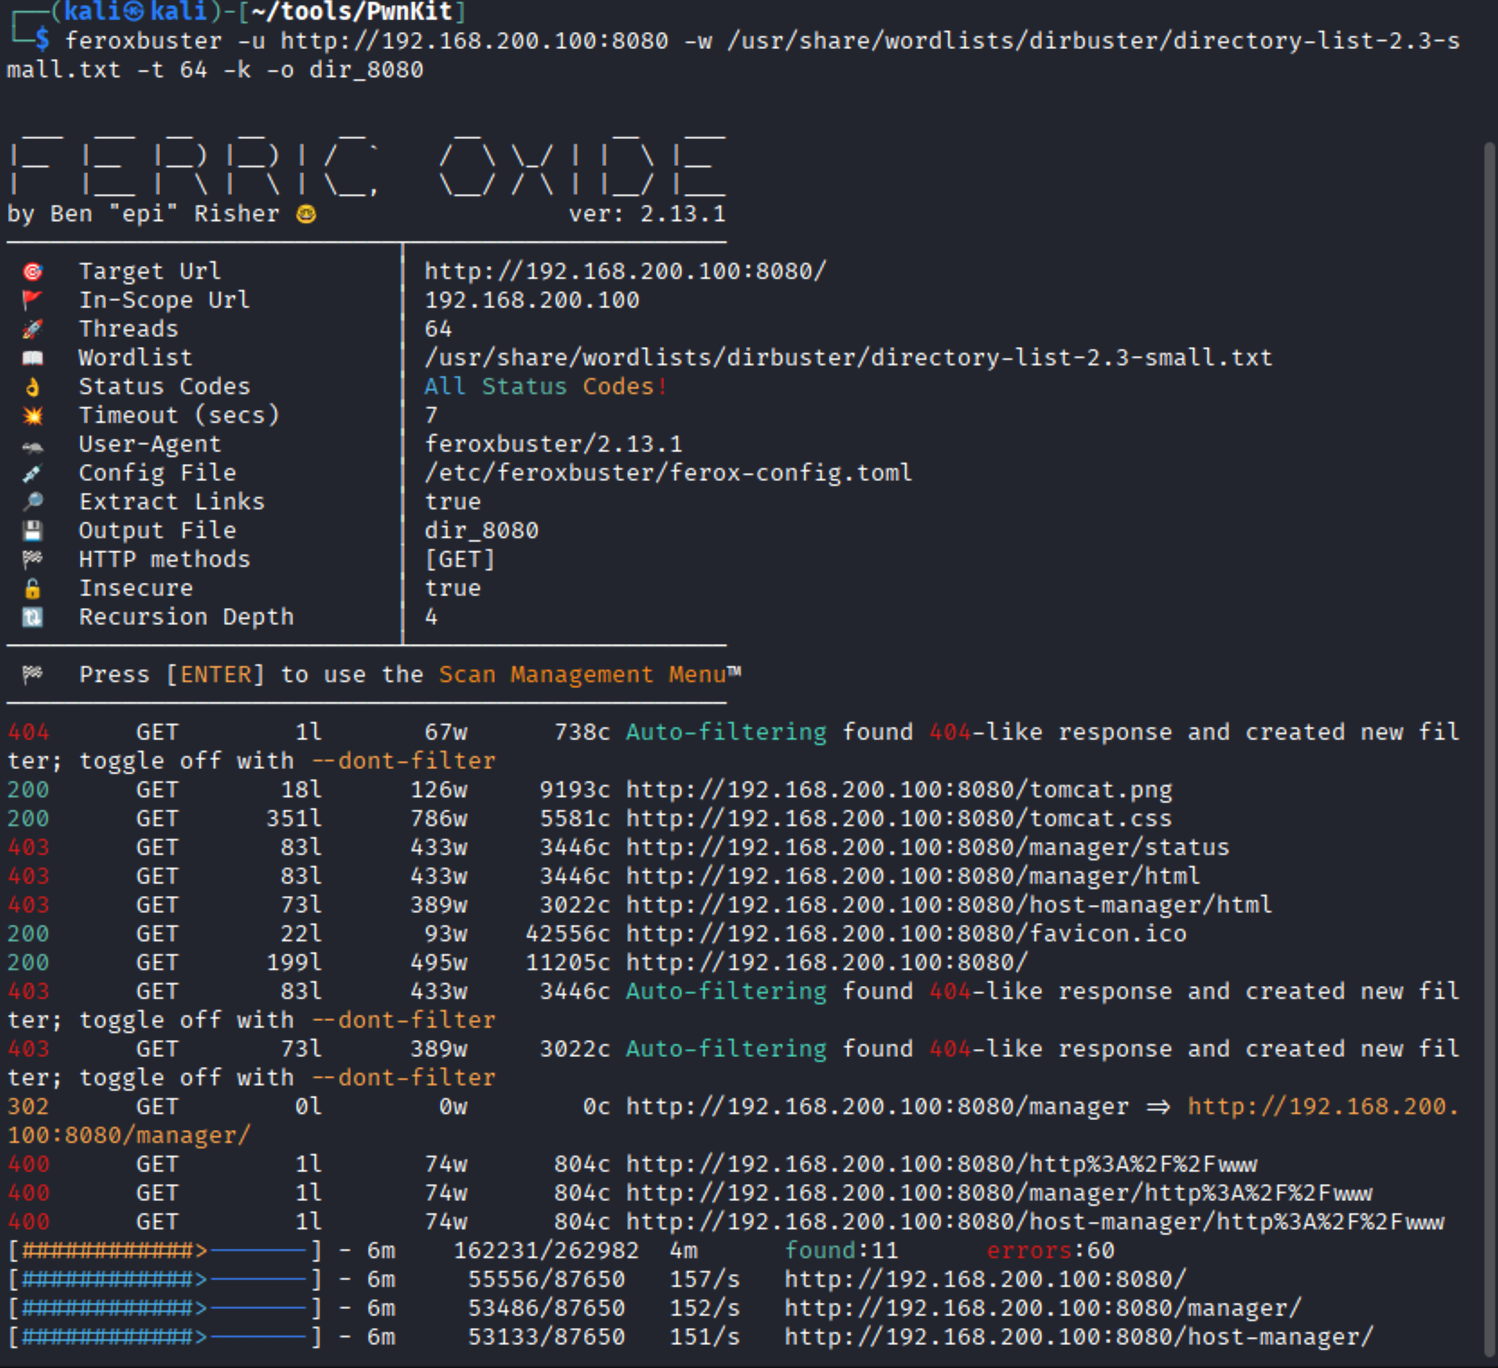 (kali㉿kali)-[~/tools/PwnKit]
$ feroxbuster -u http://192.168.200.100:8080 -w /usr/share/wordlists/dirbuster/directory-list-2.3-s
mall.txt -t 64 -k -o dir_8080
FERRIC OXIDE
by Ben "epi" Risher 🤓 ver: 2.13.1
🎯 Target Url │ http://192.168.200.100:8080/
🚩 In-Scope Url │ 192.168.200.100
🚀 Threads │ 64
📖 Wordlist │ /usr/share/wordlists/dirbuster/directory-list-2.3-small.txt
👌 Status Codes │ All Status Codes!
💥 Timeout (secs) │ 7
🦡 User-Agent │ feroxbuster/2.13.1
💉 Config File │ /etc/feroxbuster/ferox-config.toml
🔎 Extract Links │ true
💾 Output File │ dir_8080
🏁 HTTP methods │ [GET]
🔓 Insecure │ true
🔃 Recursion Depth │ 4
🏁 Press [ENTER] to use the Scan Management Menu™
404 GET 1l 67w 738c Auto-filtering found 404-like response and created new fil
ter; toggle off with --dont-filter
200 GET 18l 126w 9193c http://192.168.200.100:8080/tomcat.png
200 GET 351l 786w 5581c http://192.168.200.100:8080/tomcat.css
403 GET 83l 433w 3446c http://192.168.200.100:8080/manager/status
403 GET 83l 433w 3446c http://192.168.200.100:8080/manager/html
403 GET 73l 389w 3022c http://192.168.200.100:8080/host-manager/html
200 GET 22l 93w 42556c http://192.168.200.100:8080/favicon.ico
200 GET 199l 495w 11205c http://192.168.200.100:8080/
403 GET 83l 433w 3446c Auto-filtering found 404-like response and created new fil
ter; toggle off with --dont-filter
403 GET 73l 389w 3022c Auto-filtering found 404-like response and created new fil
ter; toggle off with --dont-filter
302 GET 0l 0w 0c http://192.168.200.100:8080/manager => http://192.168.200.
100:8080/manager/
400 GET 1l 74w 804c http://192.168.200.100:8080/http%3A%2F%2Fwww
400 GET 1l 74w 804c http://192.168.200.100:8080/manager/http%3A%2F%2Fwww
400 GET 1l 74w 804c http://192.168.200.100:8080/host-manager/http%3A%2F%2Fwww
[############>-------] - 6m 162231/262982 4m found:11 errors:60
[############>-------] - 6m 55556/87650 157/s http://192.168.200.100:8080/
[############>-------] - 6m 53486/87650 152/s http://192.168.200.100:8080/manager/
[############>-------] - 6m 53133/87650 151/s http://192.168.200.100:8080/host-manager/